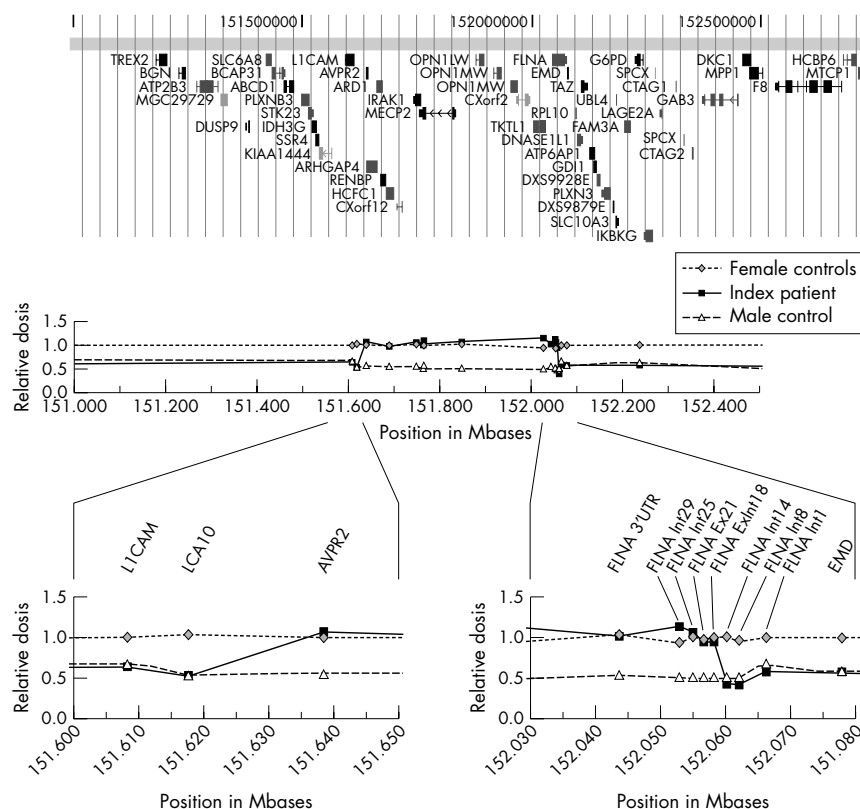 151500000 152000000 152500000
TREX2 SLC6A8 L1CAM OPN1LW FLNA G6PD DKC1 HCBP6
BGN BCAP31 AVPR2 OPN1MW EMD SPCX MPP1 MTCP1
ATP2B3 ABCD1 ARD1 OPN1MW TAZ CTAG1 F8
MGC29729 PLXNB3 IRAK1 CXorf2 UBL4 GAB3
STK23 MECP2 RPL10 LAGE2A
DUSP9 IDH3G TKTL1 FAM3A
SSR4 DNASE1L1 SPCX
KIAA1444 ATP6AP1 CTAG2
ARHGAP4 GDI1
RENBP DXS9928E
HCFC1 PLXN3
CXorf12 DXS9879E
SLC10A3
IKBKG
Female controls
Index patient
Male control
Relative dosis
1.5
1.0
0.5
0.0
151.000 151.200 151.400 151.600 151.800 152.000 152.200 152.400
Position in Mbases
L1CAM LCA10 AVPR2
Relative dosis
1.5
1.0
0.5
0.0
151.600 151.610 151.620 151.630 151.640 151.650
Position in Mbases
FLNA 3'UTR FLNA Int29 FLNA Int25 FLNA Ex21 FLNA ExInt18 FLNA Int14 FLNA Int8 FLNA Int1 EMD
Relative dosis
1.5
1.0
0.5
0.0
152.030 152.040 152.050 152.060 152.070 151.080
Position in Mbases